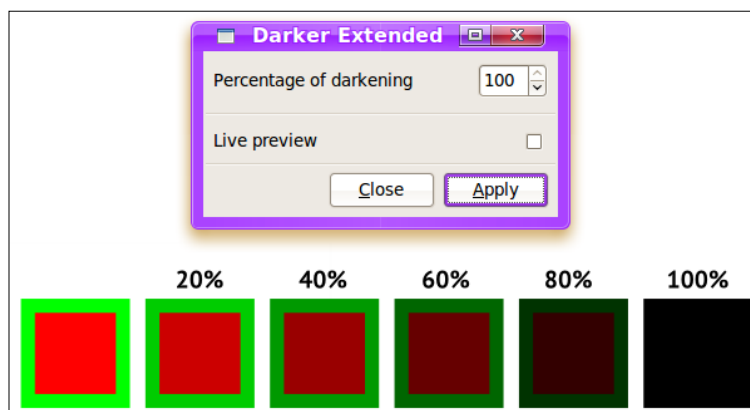 Darker Extended
Percentage of darkening 100
Live preview
Close Apply
20% 40% 60% 80% 100%